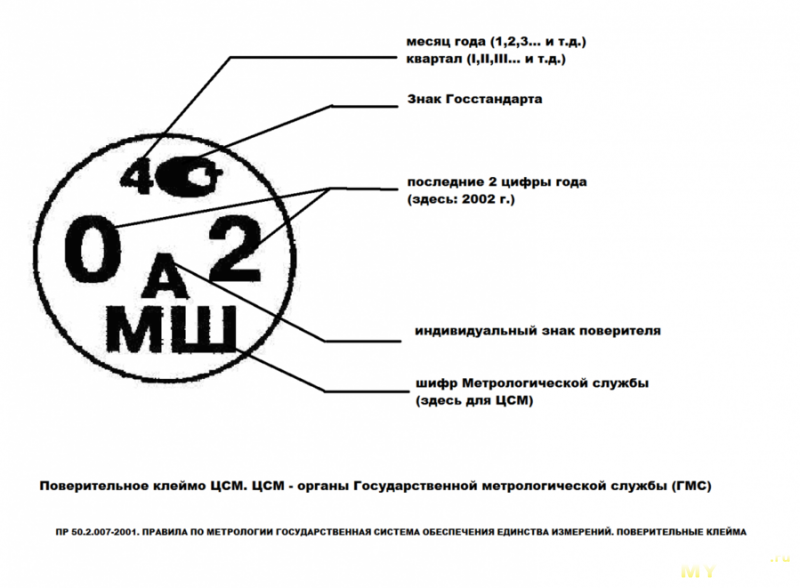 месяц года (1,2,3... и т.д.)
квартал (I,II,III... и т.д.)
Знак Госстандарта
4
последние 2 цифры года
(здесь: 2002 г.)
0 2
А
МШ
индивидуальный знак поверителя
шифр Метрологической службы
(здесь для ЦСМ)
Поверительное клеймо ЦСМ. ЦСМ - органы Государственной метрологической службы (ГМС)
ПР 50.2.007-2001. ПРАВИЛА ПО МЕТРОЛОГИИ ГОСУДАРСТВЕННАЯ СИСТЕМА ОБЕСПЕЧЕНИЯ ЕДИНСТВА ИЗМЕРЕНИЙ. ПОВЕРИТЕЛЬНЫЕ КЛЕЙМА
MY